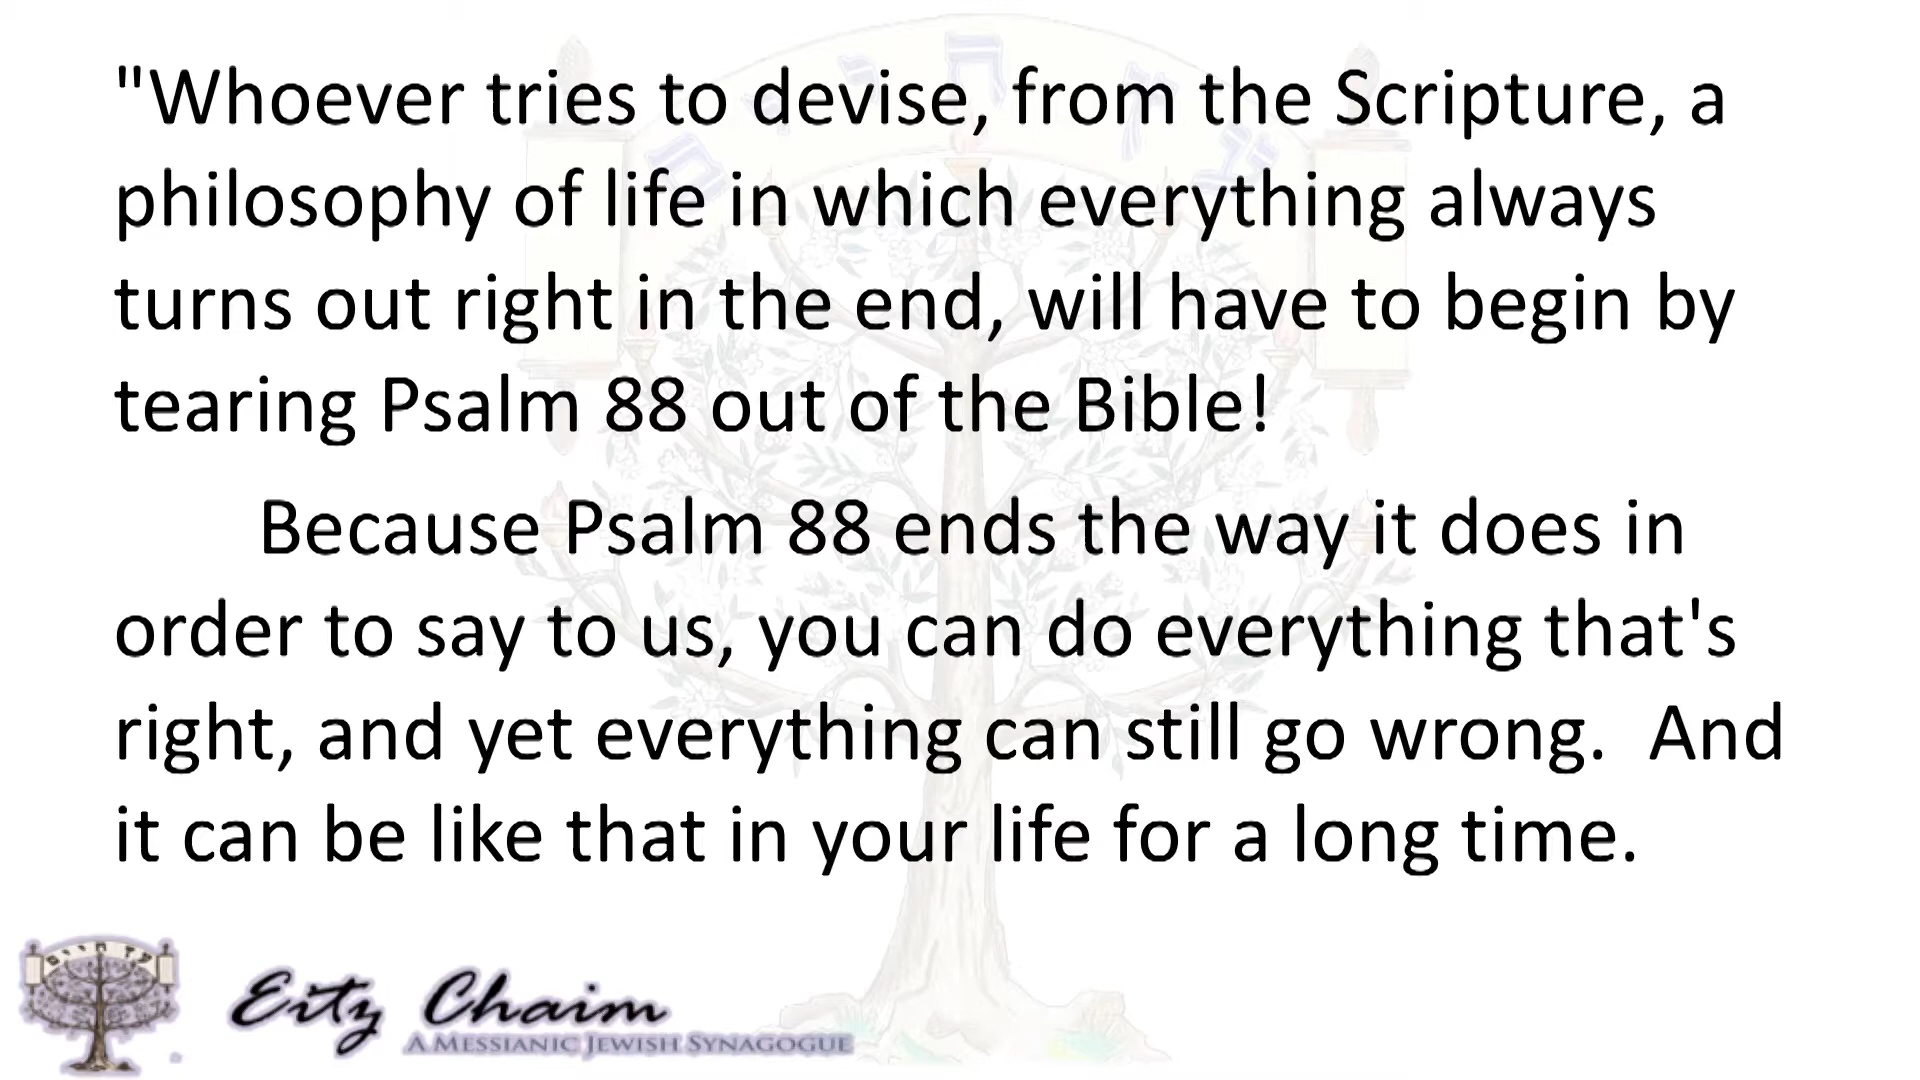 "Whoever tries to devise, from the Scripture, a
philosophy of life in which everything always
turns out right in the end, will have to begin by
tearing Psalm 88 out of the Bible!
Because Psalm 88 ends the way it does in
order to say to us, you can do everything that's
right, and yet everything can still go wrong.  And
it can be like that in your life for a long time.
Eitz Chaim
A Messianic Jewish Synagogue